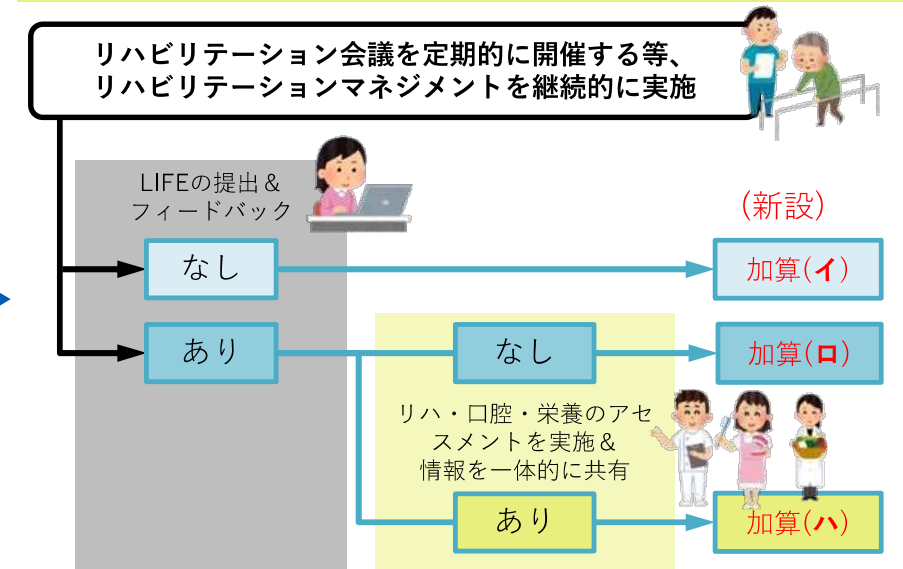 リハビリテーション会議を定期的に開催する等、
リハビリテーションマネジメントを継続的に実施
LIFEの提出＆
フィードバック
(新設)
なし
加算(イ)
あり
なし
加算(ロ)
リハ・口腔・栄養のアセ
スメントを実施＆
情報を一体的に共有
あり
加算(ハ)